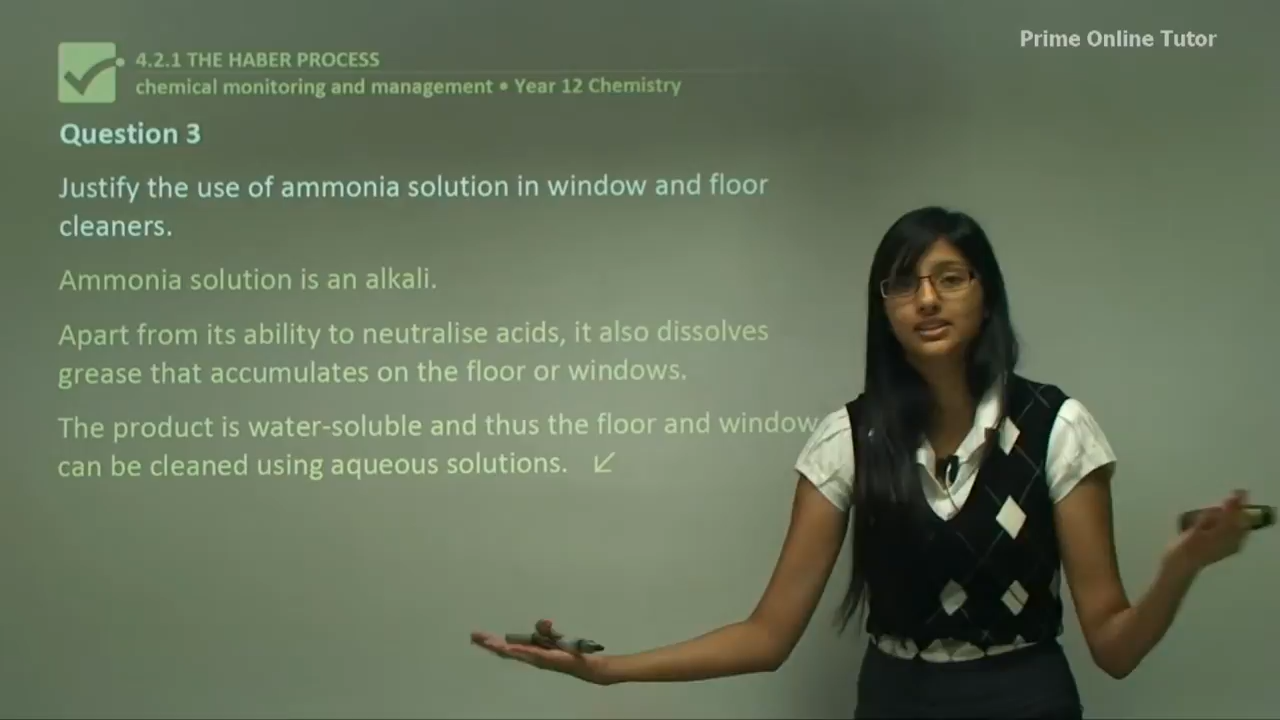 Prime Online Tutor
4.2.1 THE HABER PROCESS
chemical monitoring and management • Year 12 Chemistry
Question 3
Justify the use of ammonia solution in window and floor
cleaners.
Ammonia solution is an alkali.
Apart from its ability to neutralise acids, it also dissolves
grease that accumulates on the floor or windows.
The product is water-soluble and thus the floor and window
can be cleaned using aqueous solutions.